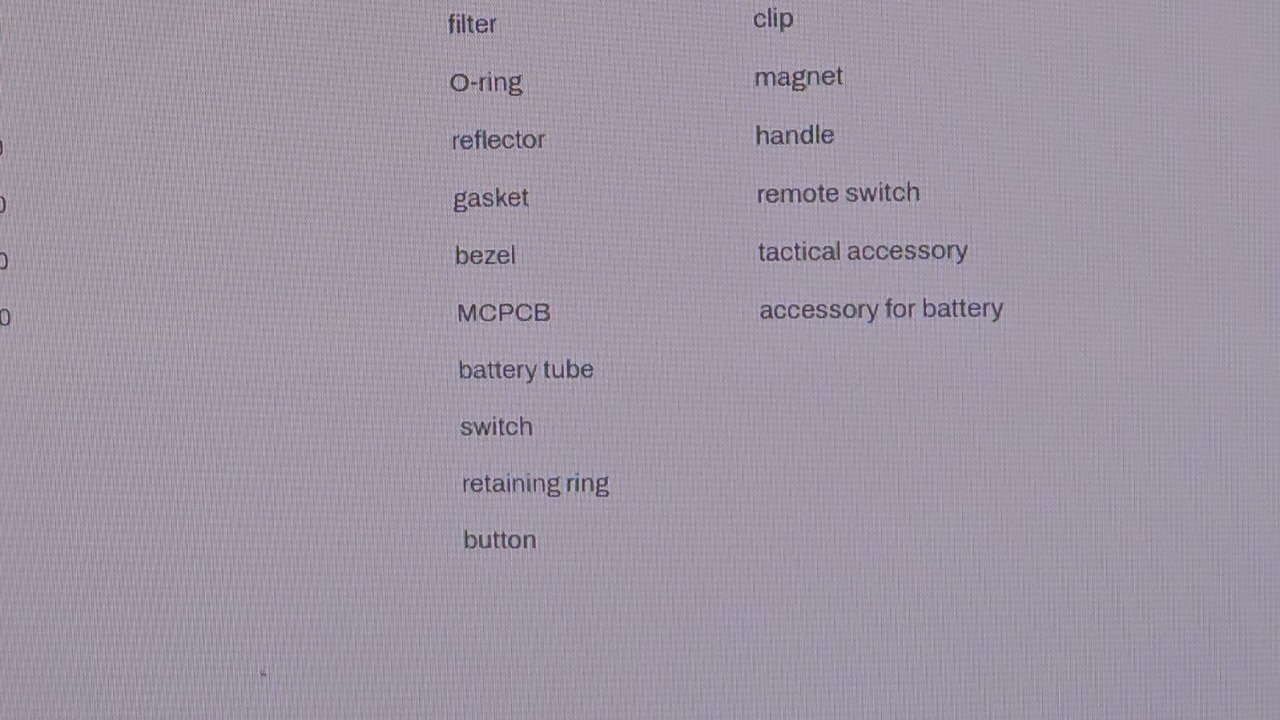 filter
O-ring
reflector
gasket
bezel
MCPCB
battery tube
switch
retaining ring
button
clip
magnet
handle
remote switch
tactical accessory
accessory for battery